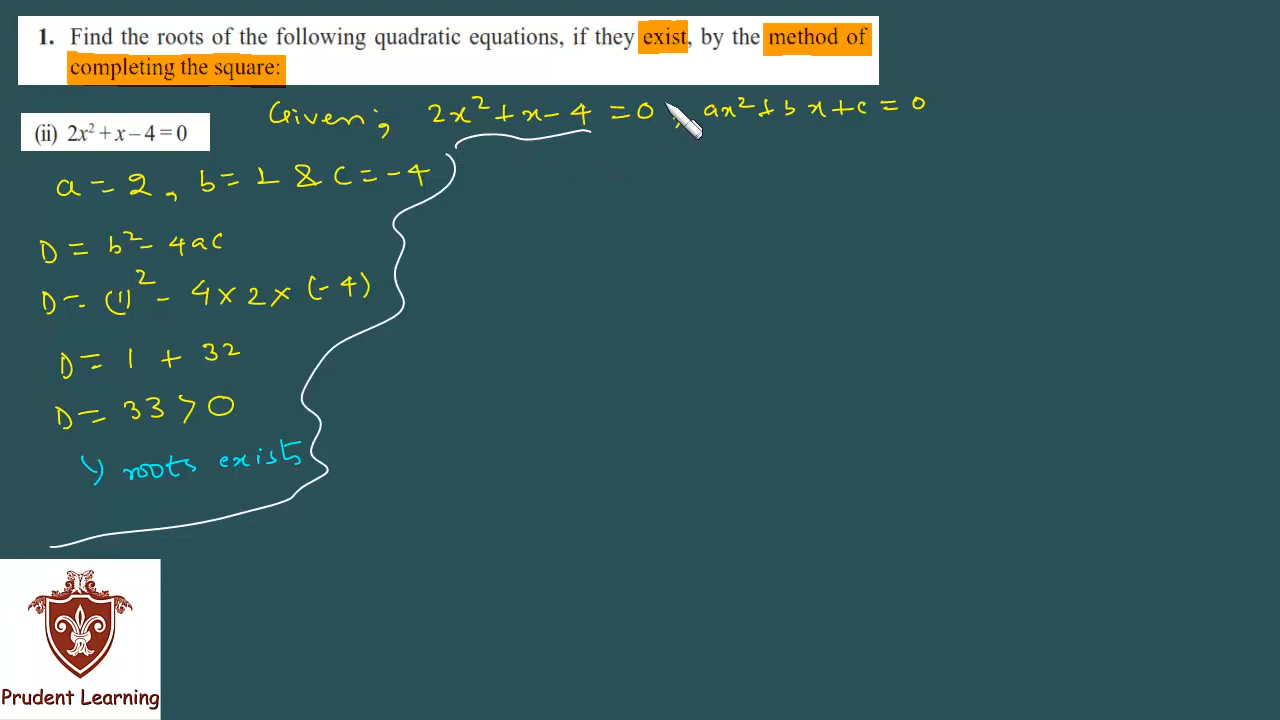 1. Find the roots of the following quadratic equations, if they exist, by the method of
completing the square:
Given; 2x² + x - 4 = 0 ; ax² + bx + c = 0
(ii) 2x² + x – 4 = 0
a = 2, b = 1 & c = -4
D = b² - 4ac
D = (1)² - 4 × 2 × (-4)
D = 1 + 32
D = 33 > 0
roots exists
Prudent Learning